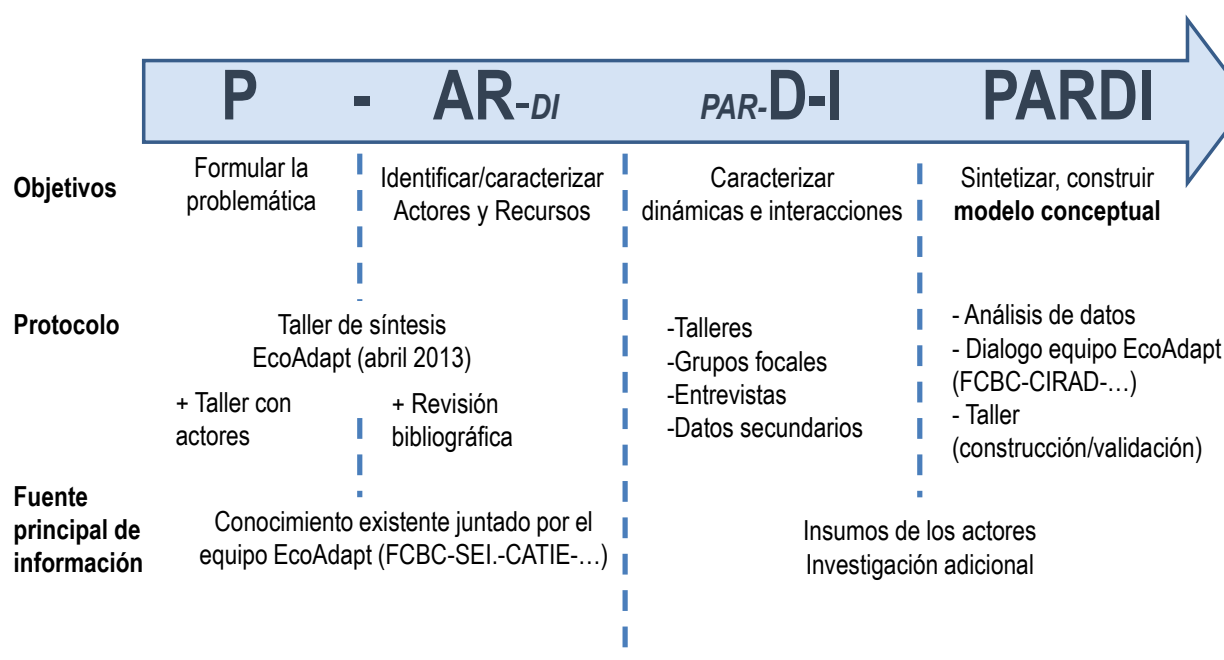 P - AR-DI PAR-D-I PARDI
Objetivos
Formular la
problemática
Identificar/caracterizar
Actores y Recursos
Caracterizar
dinámicas e interacciones
Sintetizar, construir
modelo conceptual
Protocolo
Taller de síntesis
EcoAdapt (abril 2013)
+ Taller con
actores
+ Revisión
bibliográfica
-Talleres
-Grupos focales
-Entrevistas
-Datos secundarios
- Análisis de datos
- Dialogo equipo EcoAdapt
(FCBC-CIRAD-…)
- Taller
(construcción/validación)
Fuente
principal de
información
Conocimiento existente juntado por el
equipo EcoAdapt (FCBC-SEI.-CATIE-…)
Insumos de los actores
Investigación adicional